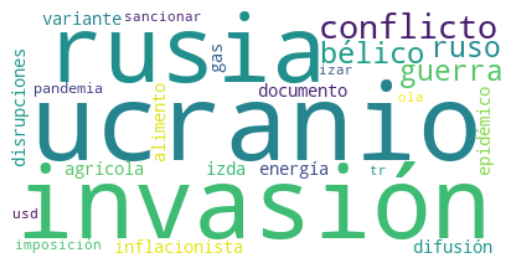 variante sancionar conflicto
rusia gas bélico ruso
izar guerra
disrupciones pandemia alimento documento ola epidémico
ucranio
agrícola izda energía tr
invasión
usd
imposición inflacionista difusión